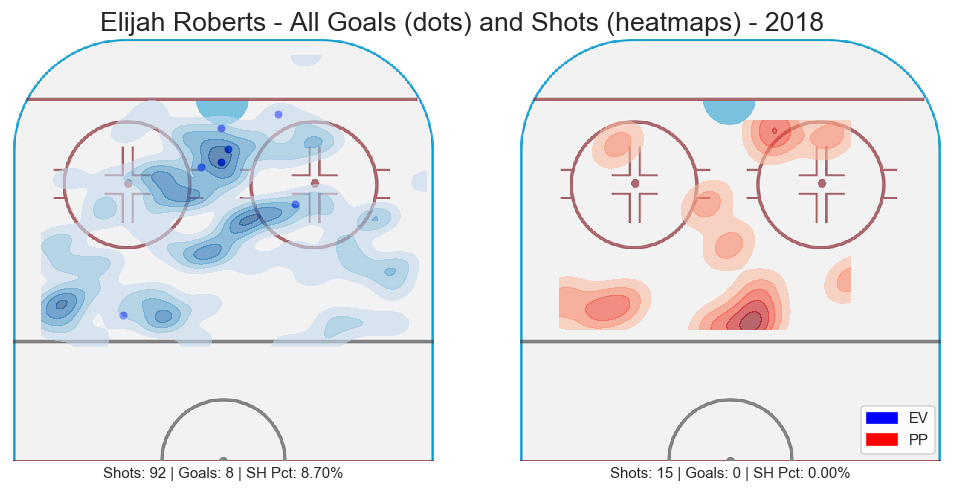 Elijah Roberts - All Goals (dots) and Shots (heatmaps) - 2018
EV
PP
Shots: 92 | Goals: 8 | SH Pct: 8.70%
Shots: 15 | Goals: 0 | SH Pct: 0.00%